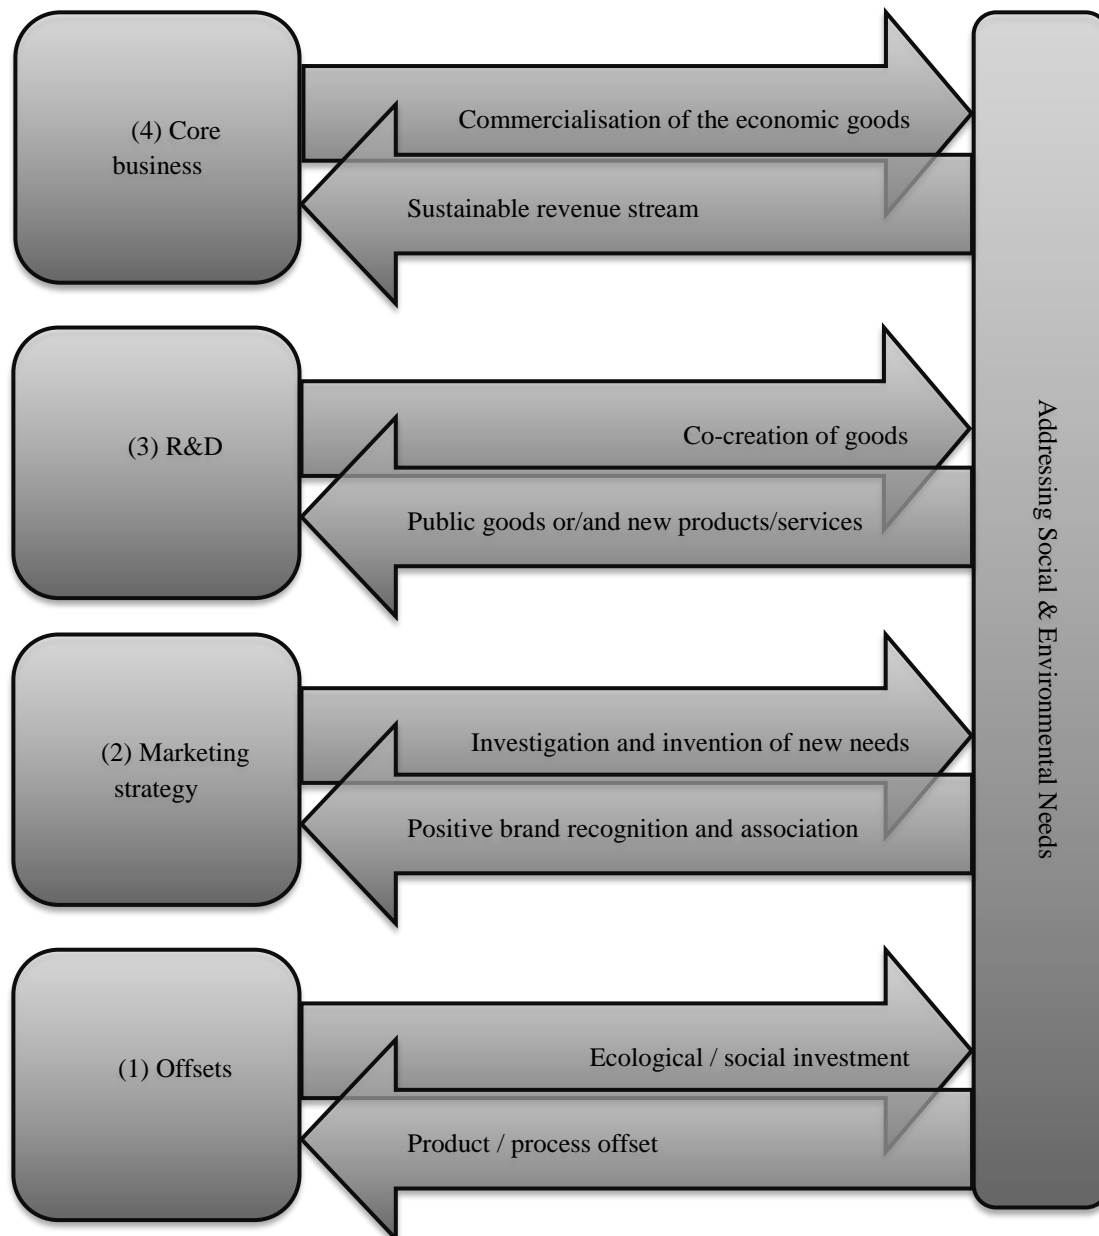 (4) Core
business
Commercialisation of the economic goods
Sustainable revenue stream
(3) R&D
Co-creation of goods
Public goods or/and new products/services
(2) Marketing
strategy
Investigation and invention of new needs
Positive brand recognition and association
(1) Offsets
Ecological / social investment
Product / process offset
Addressing Social & Environmental Needs